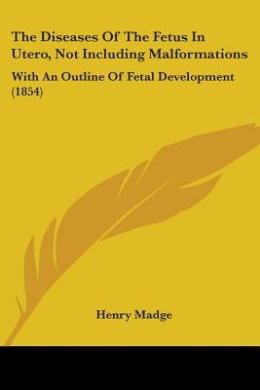 The Diseases Of The Fetus In
Utero, Not Including Malformations
With An Outline Of Fetal Development
(1854)
Henry Madge